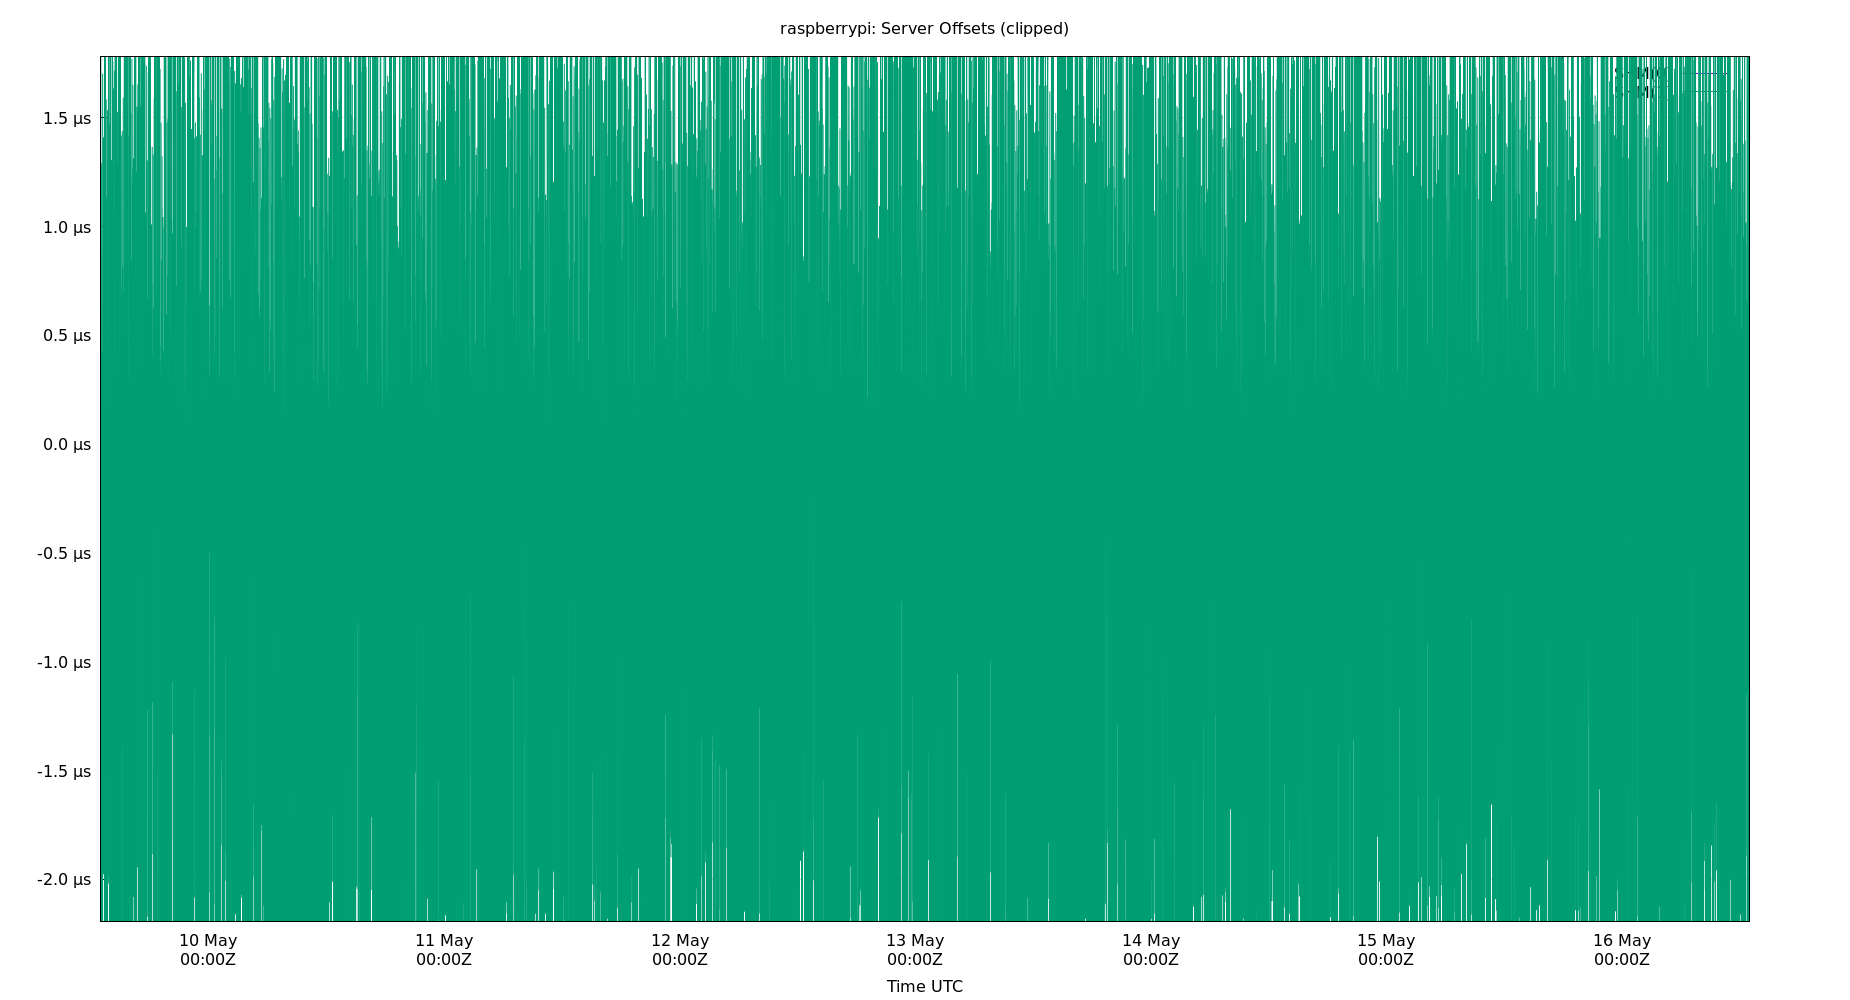 raspberrypi: Server Offsets (clipped)
1.5 µs
1.0 µs
0.5 µs
0.0 µs
-0.5 µs
-1.0 µs
-1.5 µs
-2.0 µs
10 May 11 May 12 May 13 May 14 May 15 May 16 May
00:00Z 00:00Z 00:00Z 00:00Z 00:00Z 00:00Z 00:00Z
Time UTC